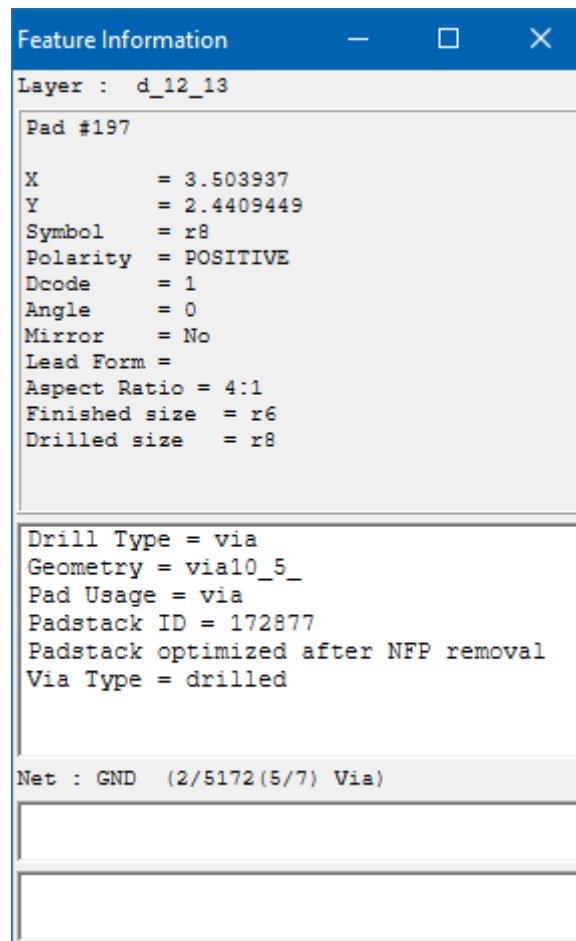 Feature Information
Layer :  d_12_13
Pad #197
X        = 3.503937
Y        = 2.4409449
Symbol   = r8
Polarity = POSITIVE
Dcode    = 1
Angle    = 0
Mirror   = No
Lead Form =
Aspect Ratio = 4:1
Finished size  = r6
Drilled size   = r8
Drill Type = via
Geometry = via10_5_
Pad Usage = via
Padstack ID = 172877
Padstack optimized after NFP removal
Via Type = drilled
Net : GND  (2/5172(5/7) Via)